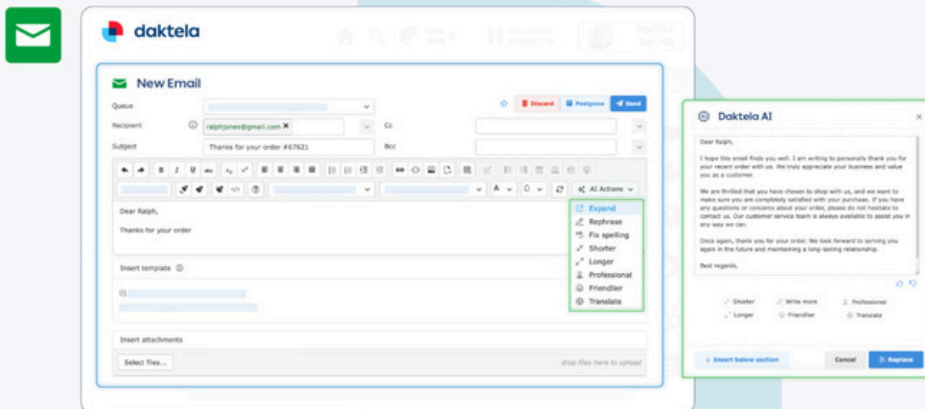 daktela
New Email
Queue
Discard
Postpone
Send
Recipient
ralphjones@gmail.com
Cc
Subject
Thanks for your order #67621
Bcc
AI Actions
Dear Ralph,
Thanks for your order
Expand
Rephrase
Fix spelling
Shorter
Longer
Professional
Friendlier
Translate
Insert template
Insert attachments
Select files...
drop files here to upload
Daktela AI
Dear Ralph,
I hope this email finds you well. I am writing to personally thank you for
your recent order with us. We truly appreciate your business and value
you as a customer.
We are thrilled that you have chosen to shop with us, and we want to
make sure you are completely satisfied with your purchase. If you have
any questions or concerns about your order, please do not hesitate to
contact us. Our customer service team is always available to assist you in
any way we can.
Once again, thank you for your order. We look forward to serving you
again in the future and maintaining a long-lasting relationship.
Best regards,
Shorter
Write more
Professional
Longer
Friendlier
Translate
Insert below section
Cancel
Replace